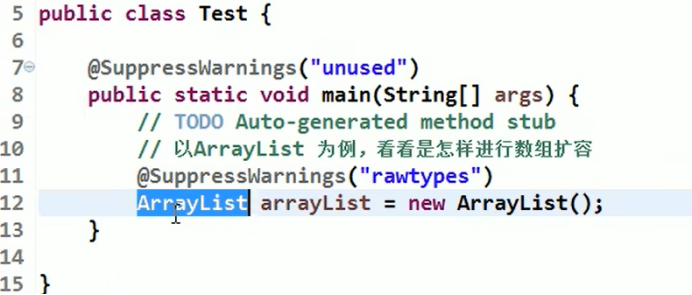 5 public class Test {
6
7 @SuppressWarnings("unused")
8 public static void main(String[] args) {
9 // TODO Auto-generated method stub
10 // 以ArrayList 为例，看看是怎样进行数组扩容
11 @SuppressWarnings("rawtypes")
12 ArrayList arrayList = new ArrayList();
13 }
14
15 }